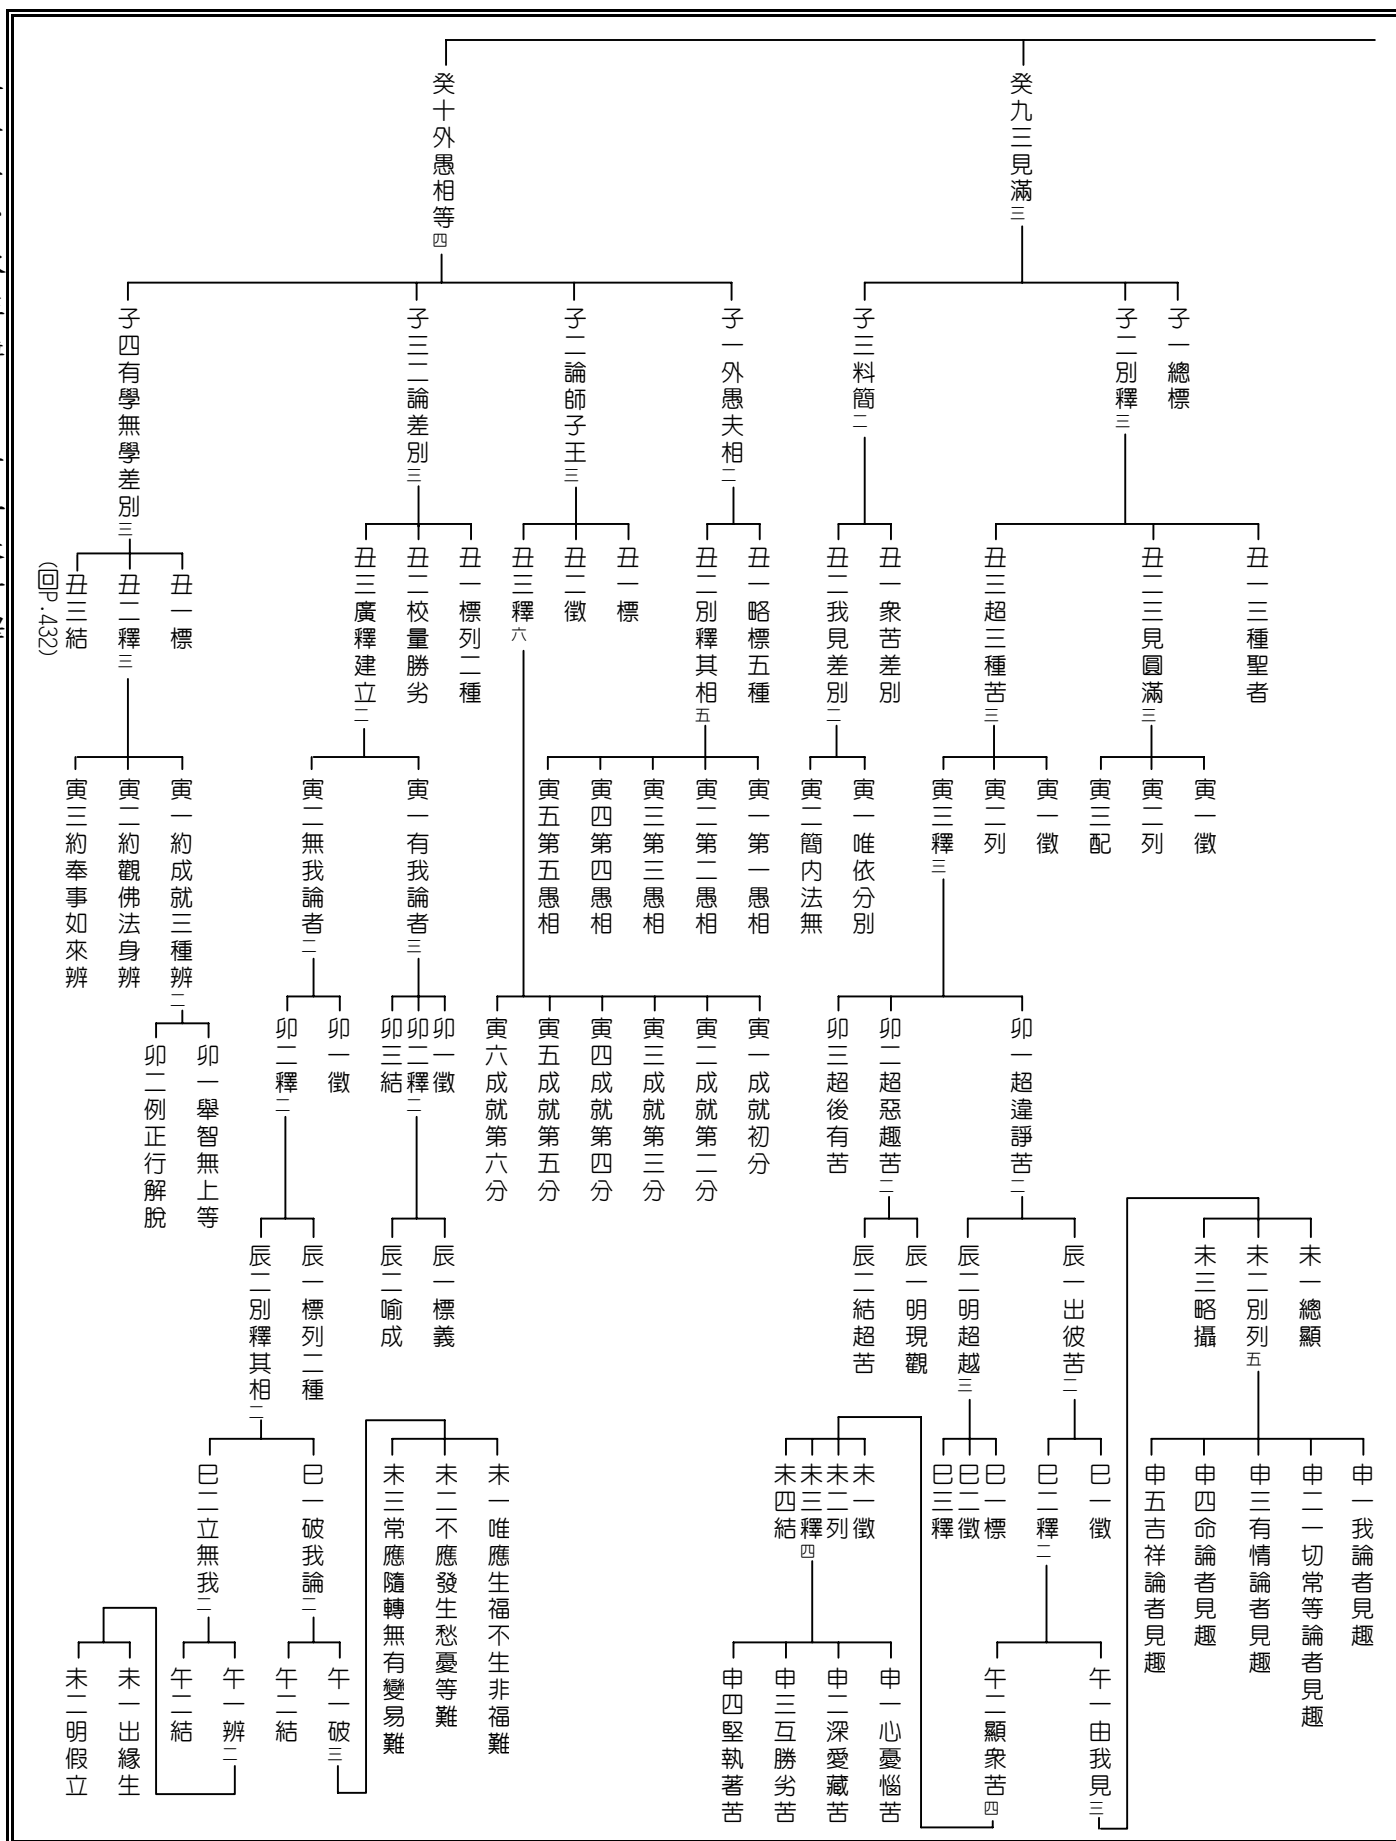 癸九三見滿三
子一總標
子二別釋三
丑一三種聖者
丑二三見圓滿三
寅一徵
寅二列
寅三配
丑三超三種苦三
寅一徵
寅二列
寅三釋三
卯一超違諍苦二
辰一出彼苦二
巳一徵
巳二釋二
午一由我見三
未一總顯
未二別列五
申一我論者見趣
申二一切常等論者見趣
申三有情論者見趣
申四命論者見趣
申五吉祥論者見趣
未三略攝
午二顯衆苦四
未一徵
未二列
未三釋四
申一心憂惱苦
申二深愛藏苦
申三互勝劣苦
申四堅執著苦
未四結
辰二明超越三
巳一標
巳二徵
巳三釋
卯二超惡趣苦二
辰一明現觀
辰二結超苦
卯三超後有苦
子三料簡二
丑一衆苦差別
丑二我見差別二
寅一唯依分別
寅二簡内法無
癸十外愚相等四
子一外愚夫相二
丑一略標五種
丑二別釋其相五
寅一第一愚相
寅二第二愚相
寅三第三愚相
寅四第四愚相
寅五第五愚相
子二論師子王三
丑一標
丑二徵
丑三釋六
寅一成就初分
寅二成就第二分
寅三成就第三分
寅四成就第四分
寅五成就第五分
寅六成就第六分
子三二論差別三
丑一標列二種
丑二校量勝劣
丑三廣釋建立二
寅一有我論者三
卯一徵
卯二釋二
辰一標義
辰二喻成
卯三結
寅二無我論者二
卯一徵
卯二釋二
辰一標列二種
辰二別釋其相二
巳一破我論二
午一破三
未一唯應生福不生非福難
未二不應發生愁憂等難
未三常應隨轉無有變易難
午二結
巳二立無我二
午一辨二
未一出緣生
未二明假立
午二結
子四有學無學差別三
丑一標
丑二釋三
寅一約成就三種辨二
卯一舉智無上等
卯二例正行解脫
寅二約觀佛法身辨
寅三約奉事如來辨
丑三結
(回P.432)